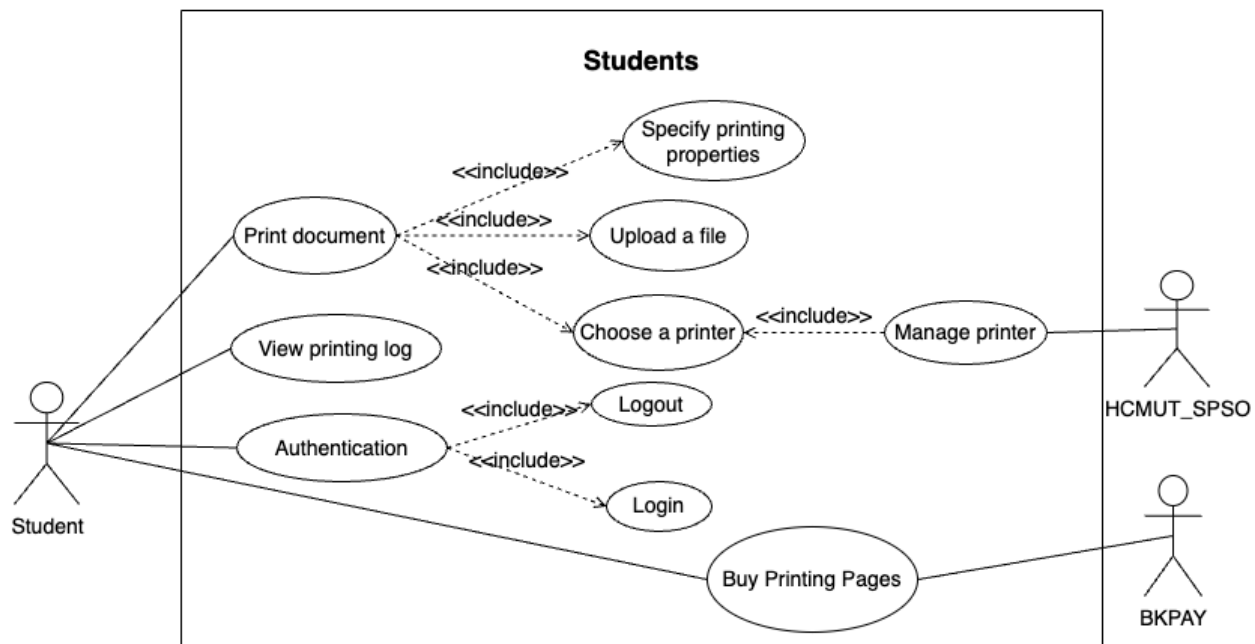 Students
Specify printing
properties
<<include>>
Print document
<<include>>
Upload a file
<<include>>
Choose a printer
<<include>>
Manage printer
View printing log
HCMUT_SPSO
<<include>>
Logout
Authentication
<<include>>
Login
Student
Buy Printing Pages
BKPAY